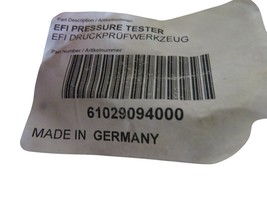 Part Description / Artikelnummer:
EFI PRESSURE TESTER
EFI DRUCKPRÜFWERKZEUG
Part Number / Artikelnummer:
61029094000
MADE IN GERMANY